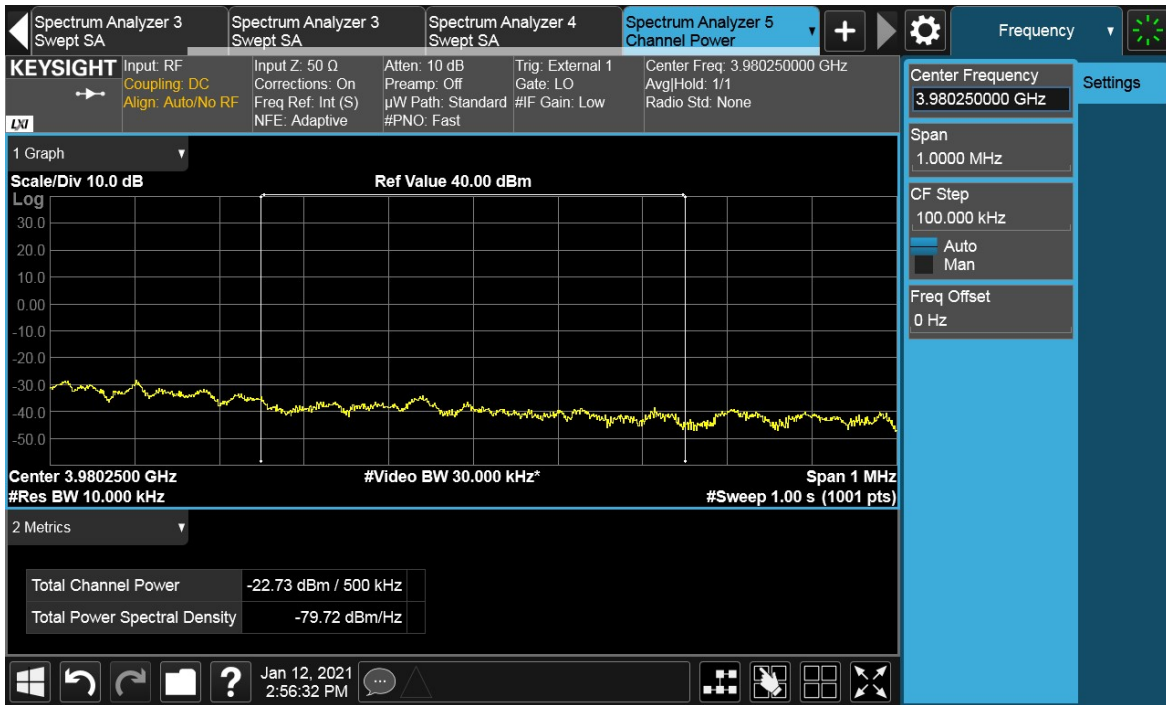 Spectrum Analyzer 3
Swept SA
Spectrum Analyzer 3
Swept SA
Spectrum Analyzer 4
Swept SA
Spectrum Analyzer 5
Channel Power
Frequency
KEYSIGHT
LXI
Input: RF
Coupling: DC
Align: Auto/No RF
Input Z: 50 Ω
Corrections: On
Freq Ref: Int (S)
NFE: Adaptive
Atten: 10 dB
Preamp: Off
µW Path: Standard
#PNO: Fast
Trig: External 1
Gate: LO
#IF Gain: Low
Center Freq: 3.980250000 GHz
Avg|Hold: 1/1
Radio Std: None
Center Frequency
3.980250000 GHz
Settings
Span
1.0000 MHz
CF Step
100.000 kHz
Auto
Man
Freq Offset
0 Hz
1 Graph
Scale/Div 10.0 dB
Ref Value 40.00 dBm
Log
30.0
20.0
10.0
0.00
-10.0
-20.0
-30.0
-40.0
-50.0
Center 3.9802500 GHz
#Video BW 30.000 kHz*
Span 1 MHz
#Res BW 10.000 kHz
#Sweep 1.00 s (1001 pts)
2 Metrics
Total Channel Power -22.73 dBm / 500 kHz
Total Power Spectral Density -79.72 dBm/Hz
?
Jan 12, 2021
2:56:32 PM